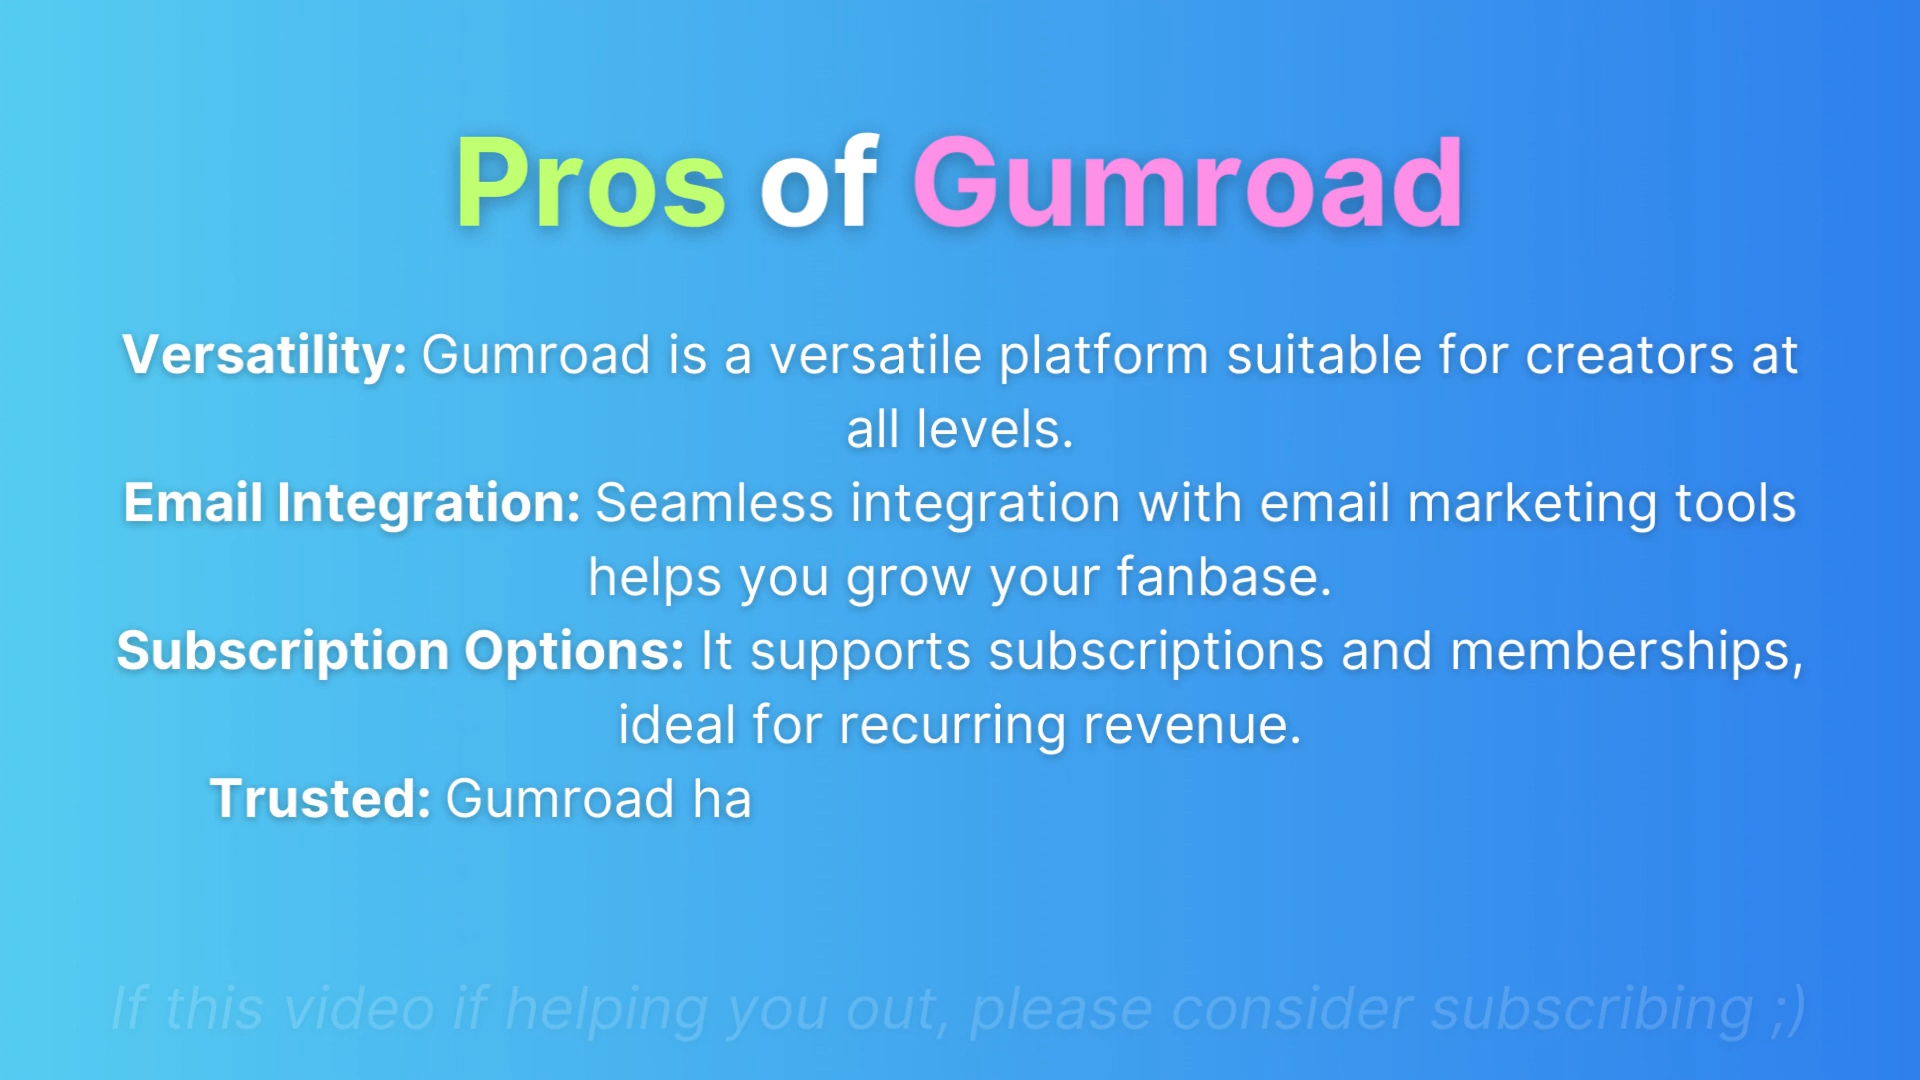 Pros of Gumroad
Versatility: Gumroad is a versatile platform suitable for creators at
all levels.
Email Integration: Seamless integration with email marketing tools
helps you grow your fanbase.
Subscription Options: It supports subscriptions and memberships,
ideal for recurring revenue.
Trusted: Gumroad ha
If this video if helping you out, please consider subscribing ;)